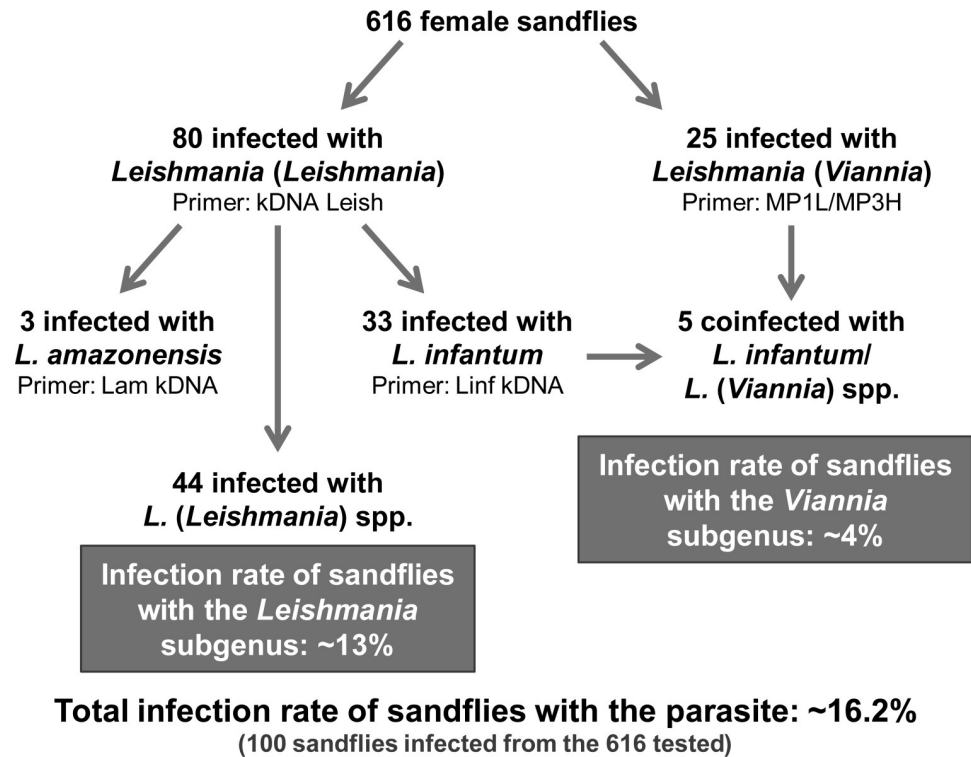 616 female sandflies
80 infected with
Leishmania (Leishmania)
Primer: kDNA Leish
25 infected with
Leishmania (Viannia)
Primer: MP1L/MP3H
3 infected with
L. amazonensis
Primer: Lam kDNA
33 infected with
L. infantum
Primer: Linf kDNA
5 coinfected with
L. infantum/
L. (Viannia) spp.
44 infected with
L. (Leishmania) spp.
Infection rate of sandflies
with the Viannia
subgenus: ~4%
Infection rate of sandflies
with the Leishmania
subgenus: ~13%
Total infection rate of sandflies with the parasite: ~16.2%
(100 sandflies infected from the 616 tested)